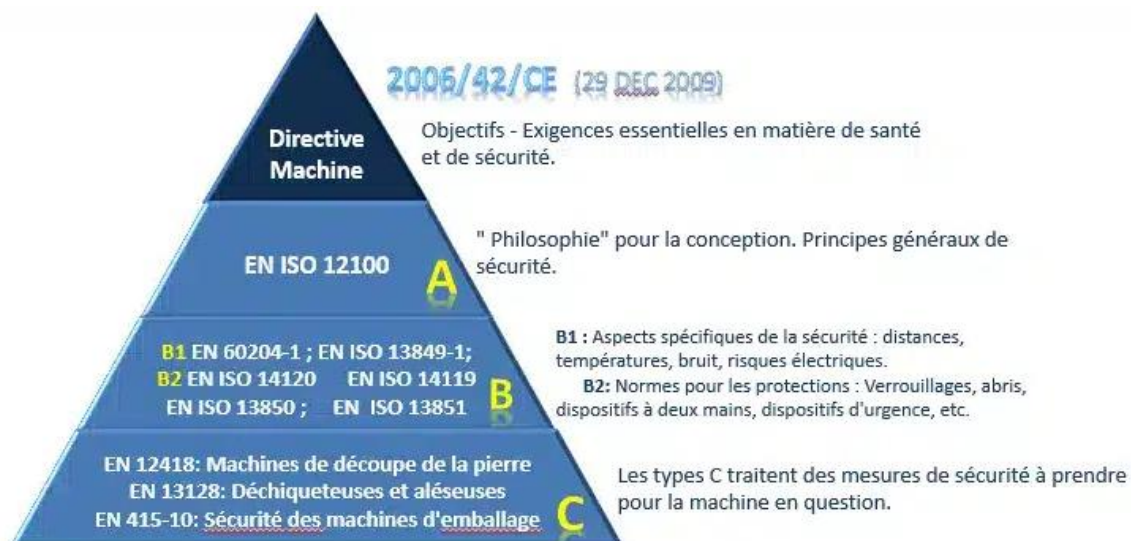 2006/42/CE (29 DEC 2009)
Directive
Machine
Objectifs - Exigences essentielles en matière de santé
et de sécurité.
EN ISO 12100
A
" Philosophie" pour la conception. Principes généraux de
sécurité.
B1 EN 60204-1 ; EN ISO 13849-1;
B2 EN ISO 14120 EN ISO 14119
EN ISO 13850 ; EN ISO 13851
B
B1 : Aspects spécifiques de la sécurité : distances,
températures, bruit, risques électriques.
B2: Normes pour les protections : Verrouillages, abris,
dispositifs à deux mains, dispositifs d'urgence, etc.
EN 12418: Machines de découpe de la pierre
EN 13128: Déchiqueteuses et aléseuses
EN 415-10: Sécurité des machines d'emballage
C
Les types C traitent des mesures de sécurité à prendre
pour la machine en question.